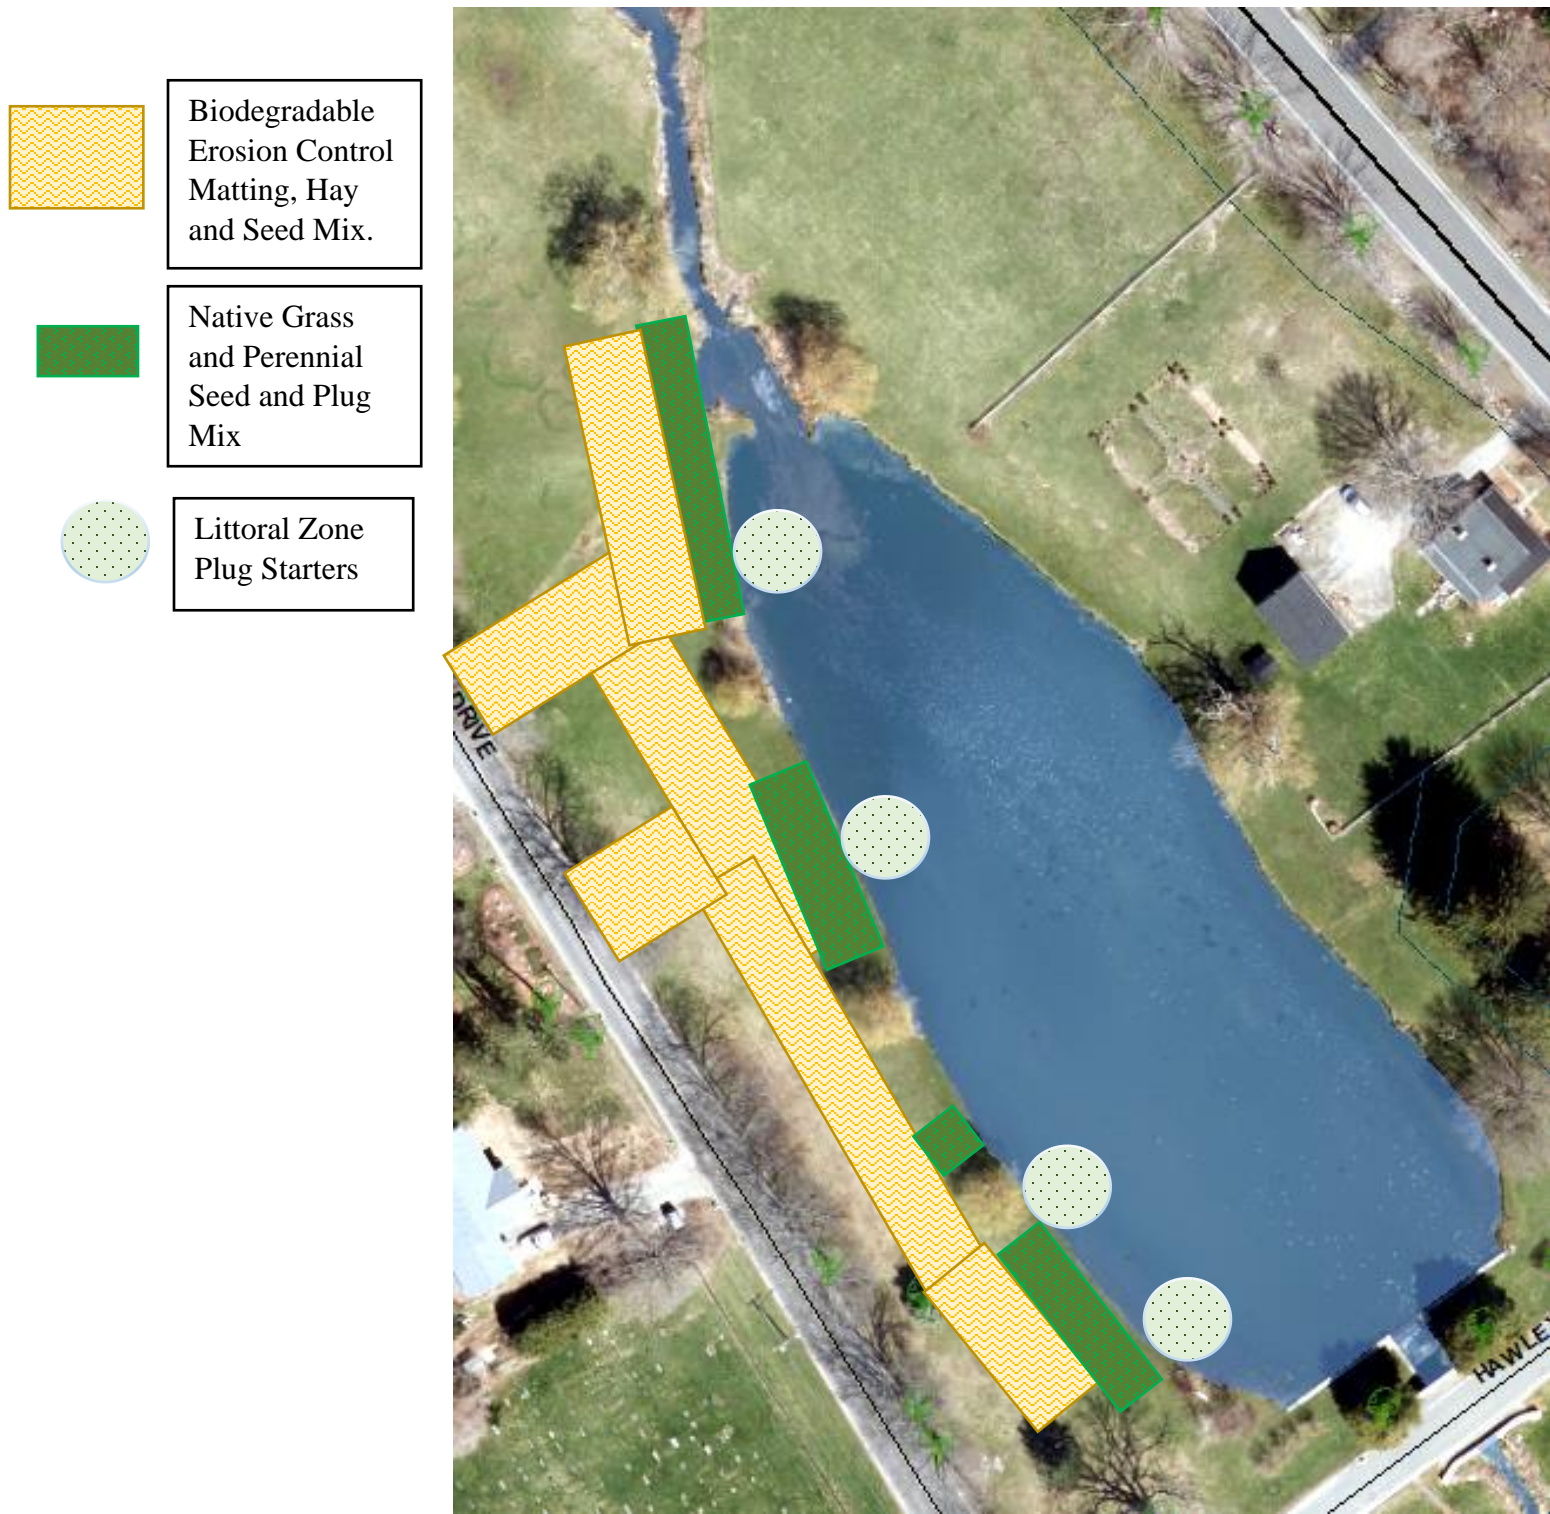 Biodegradable
Erosion Control
Matting, Hay
and Seed Mix.
Native Grass
and Perennial
Seed and Plug
Mix
Littoral Zone
Plug Starters
DRIVE